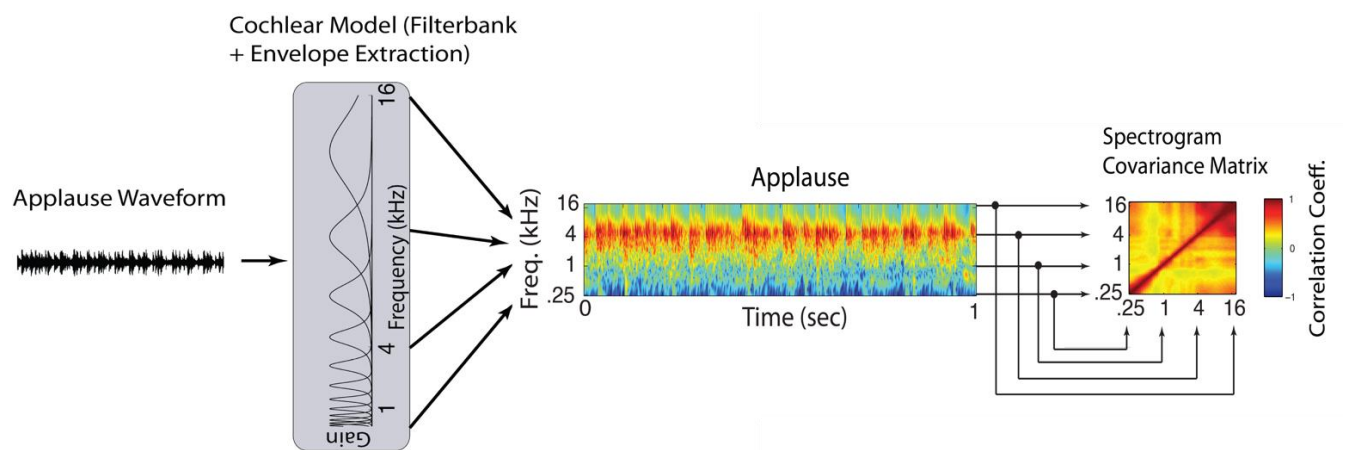 Cochlear Model (Filterbank
+ Envelope Extraction)
Applause Waveform
16
4
1
Frequency (kHz)
Gain
Applause
Freq. (kHz)
16
4
1
.25
0
1
Time (sec)
Spectrogram
Covariance Matrix
16
4
1
.25
.25 1 4 16
1
0
-1
Correlation Coeff.